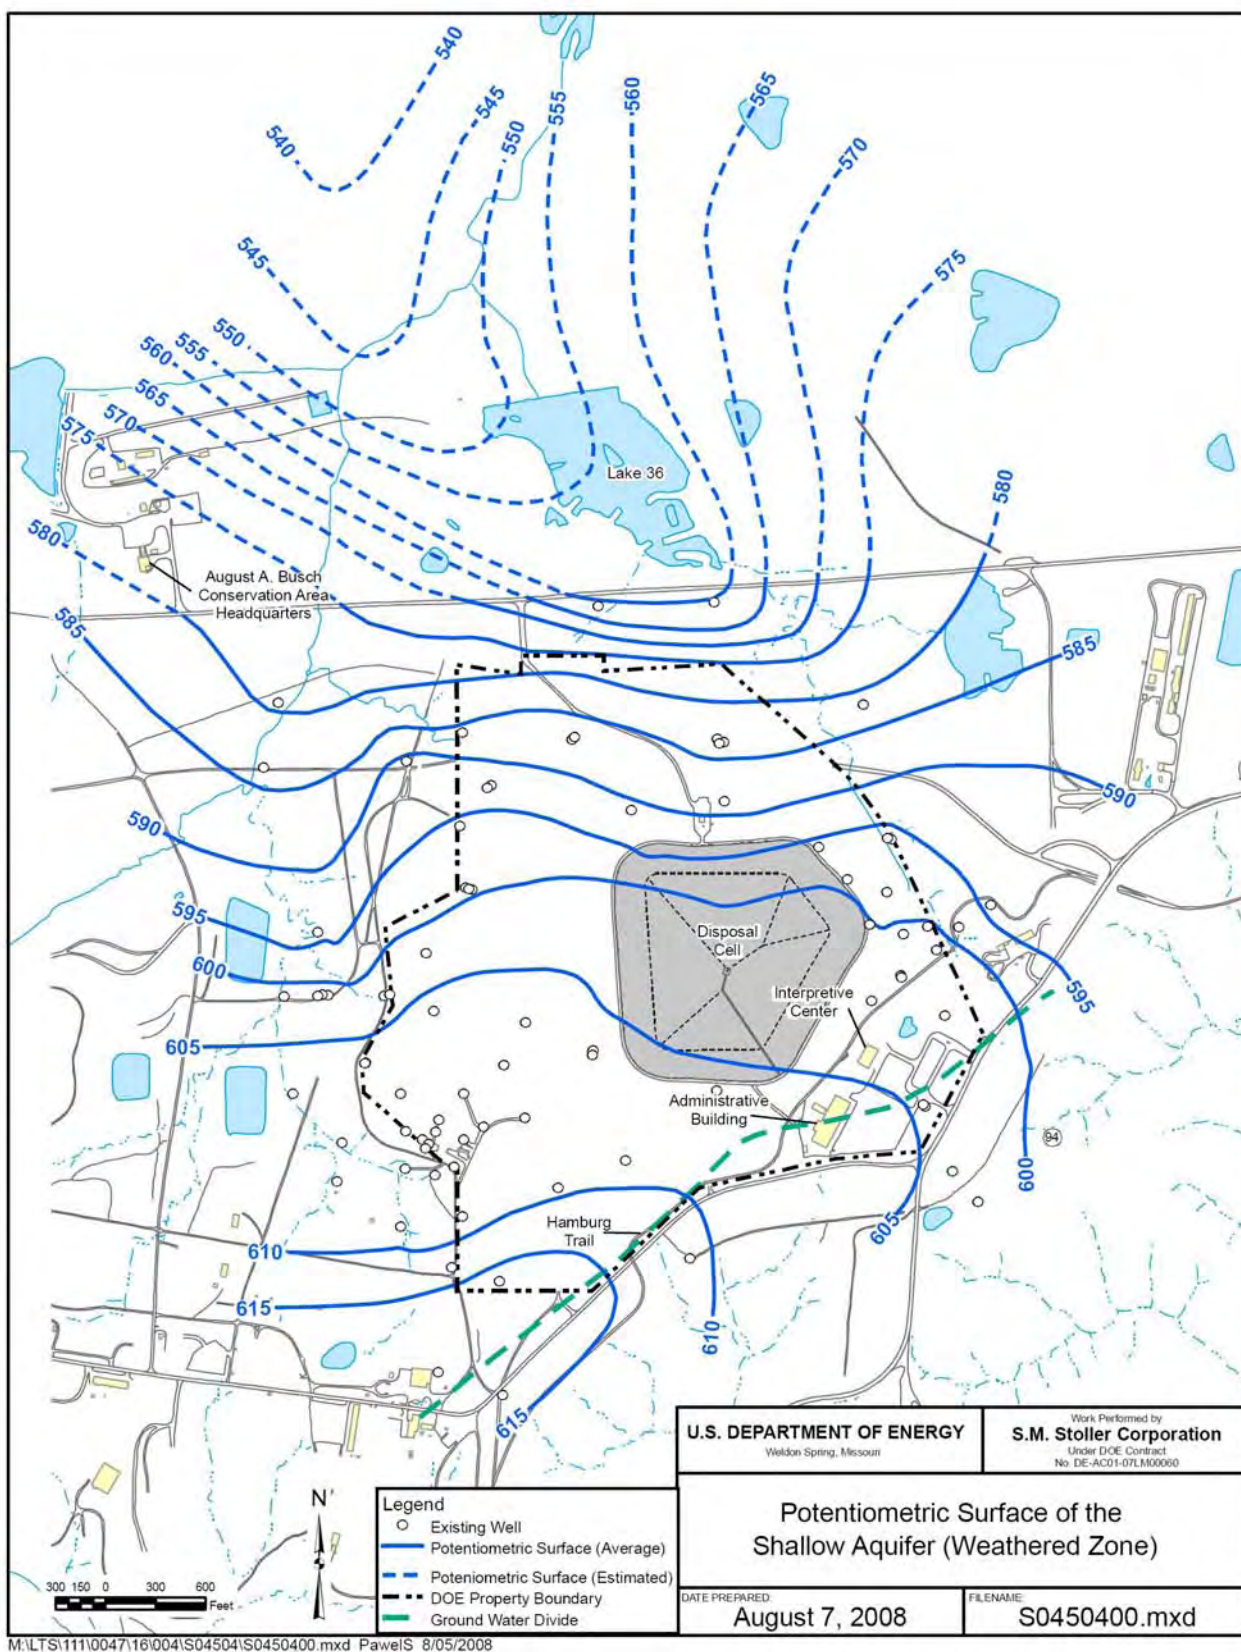 540
540
545
550
555
560
565
570
545
575
550
555
560
565
570
575
Lake 36
580
580
August A. Busch
Conservation Area
Headquarters
585
585
590
590
595
Disposal
Cell
600
Interpretive
Center
595
605
Administrative
Building
94
600
605
Hamburg
Trail
610
615
610
615
U.S. DEPARTMENT OF ENERGY
Weldon Spring, Missouri
Work Performed by
S.M. Stoller Corporation
Under DOE Contract
No. DE-AC01-07LM00060
Potentiometric Surface of the
Shallow Aquifer (Weathered Zone)
DATE PREPARED:
August 7, 2008
FILENAME:
S0450400.mxd
N
Legend
Existing Well
Potentiometric Surface (Average)
Poteniometric Surface (Estimated)
DOE Property Boundary
Ground Water Divide
300 150 0 300 600
Feet
M:\LTS\111\0047\16\004\S04504\S0450400.mxd PawelS 8/05/2008